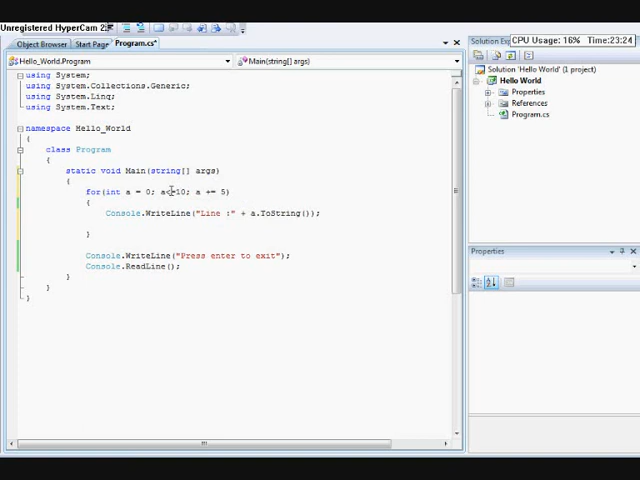 Unregistered HyperCam 2
CPU Usage: 16% Time:23:24
Object Browser Start Page Program.cs*
Hello_World.Program Main(string[] args)
using System;
using System.Collections.Generic;
using System.Linq;
using System.Text;
namespace Hello_World
{
class Program
{
static void Main(string[] args)
{
for(int a = 0; a<=10; a += 5)
{
Console.WriteLine("Line :" + a.ToString());
}
Console.WriteLine("Press enter to exit");
Console.ReadLine();
}
}
}
Solution 'Hello World' (1 project)
Hello World
Properties
References
Program.cs
Properties